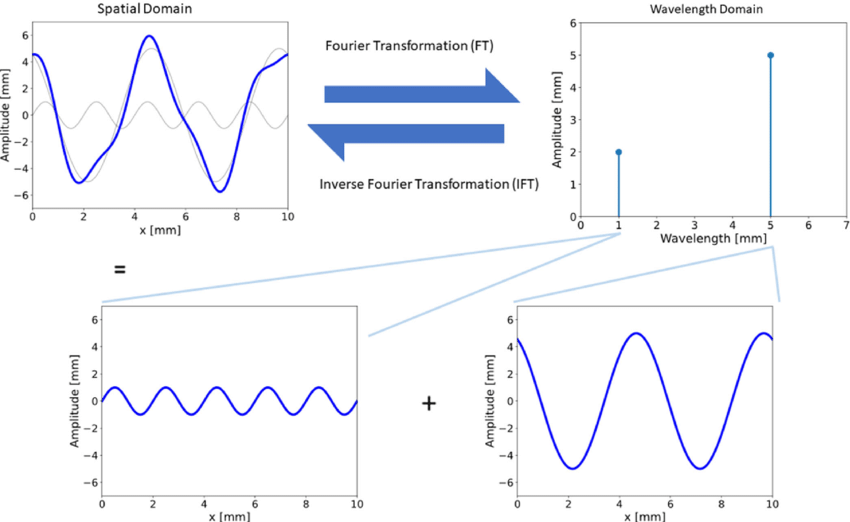 Spatial Domain
Amplitude [mm]
6
4
2
0
−2
−4
−6
0 2 4 6 8 10
x [mm]
Fourier Transformation (FT)
Inverse Fourier Transformation (IFT)
Wavelength Domain
Amplitude [mm]
6
5
4
3
2
1
0
0 1 2 3 4 5 6 7
Wavelength [mm]
=
Amplitude [mm]
6
4
2
0
−2
−4
−6
0 2 4 6 8 10
x [mm]
+
Amplitude [mm]
6
4
2
0
−2
−4
−6
0 2 4 6 8 10
x [mm]